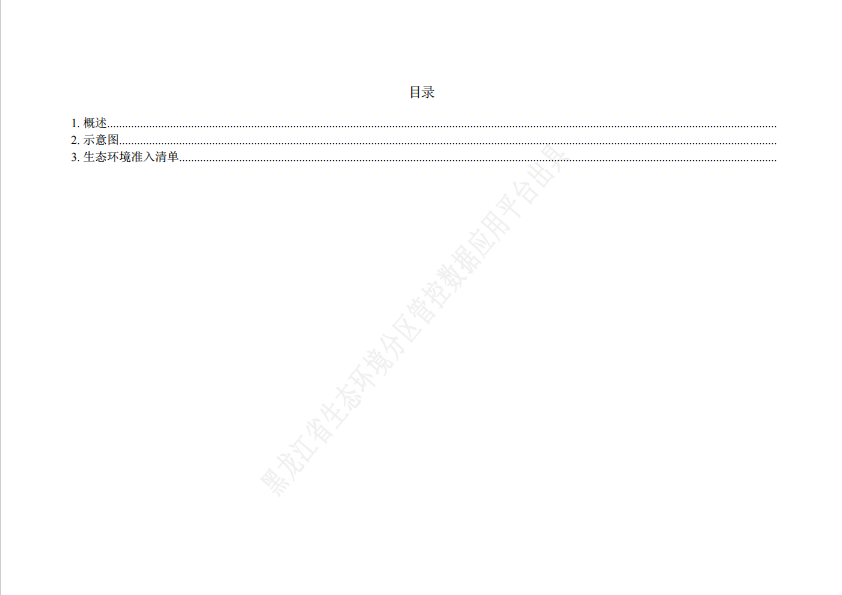 目录
1. 概述................................................................................................................................
2. 示意图................................................................................................................................
3. 生态环境准入清单................................................................................................................................
黑龙江省生态环境分区管控数据应用平台出具